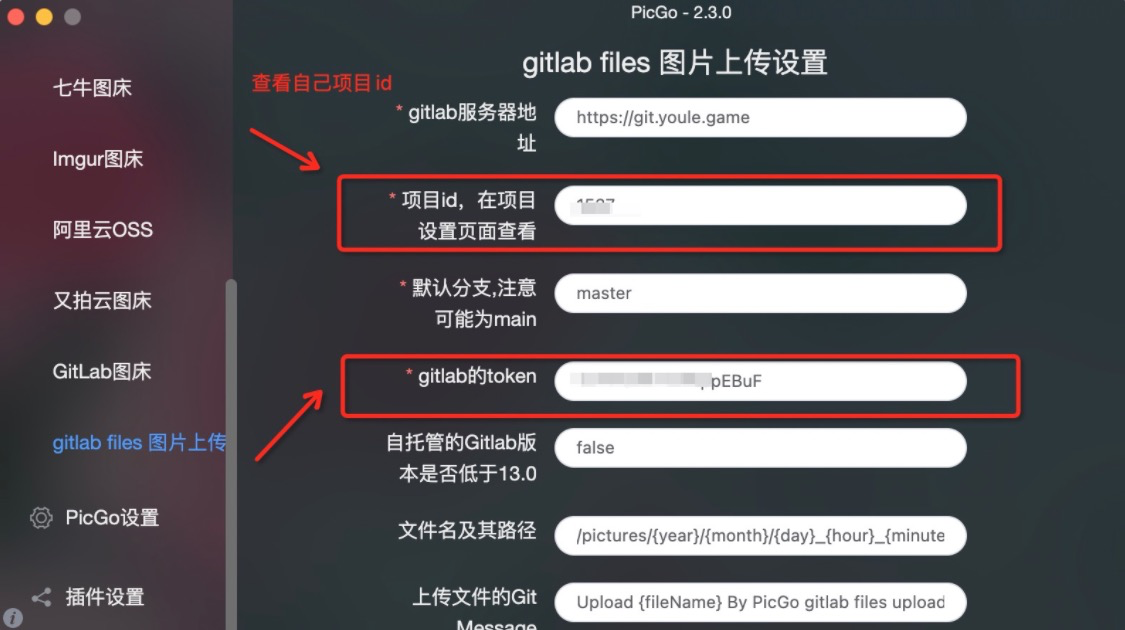 PicGo - 2.3.0
gitlab files 图片上传设置
七牛图床
Imgur图床
阿里云OSS
又拍云图床
GitLab图床
gitlab files 图片上传
PicGo设置
插件设置
查看自己项目id
* gitlab服务器地
址
https://git.youle.game
* 项目id，在项目
设置页面查看
* 默认分支,注意
可能为main
master
* gitlab的token
pEBuF
自托管的Gitlab版
本是否低于13.0
false
文件名及其路径
/pictures/{year}/{month}/{day}_{hour}_{minute
上传文件的Git
Message
Upload {fileName} By PicGo gitlab files upload